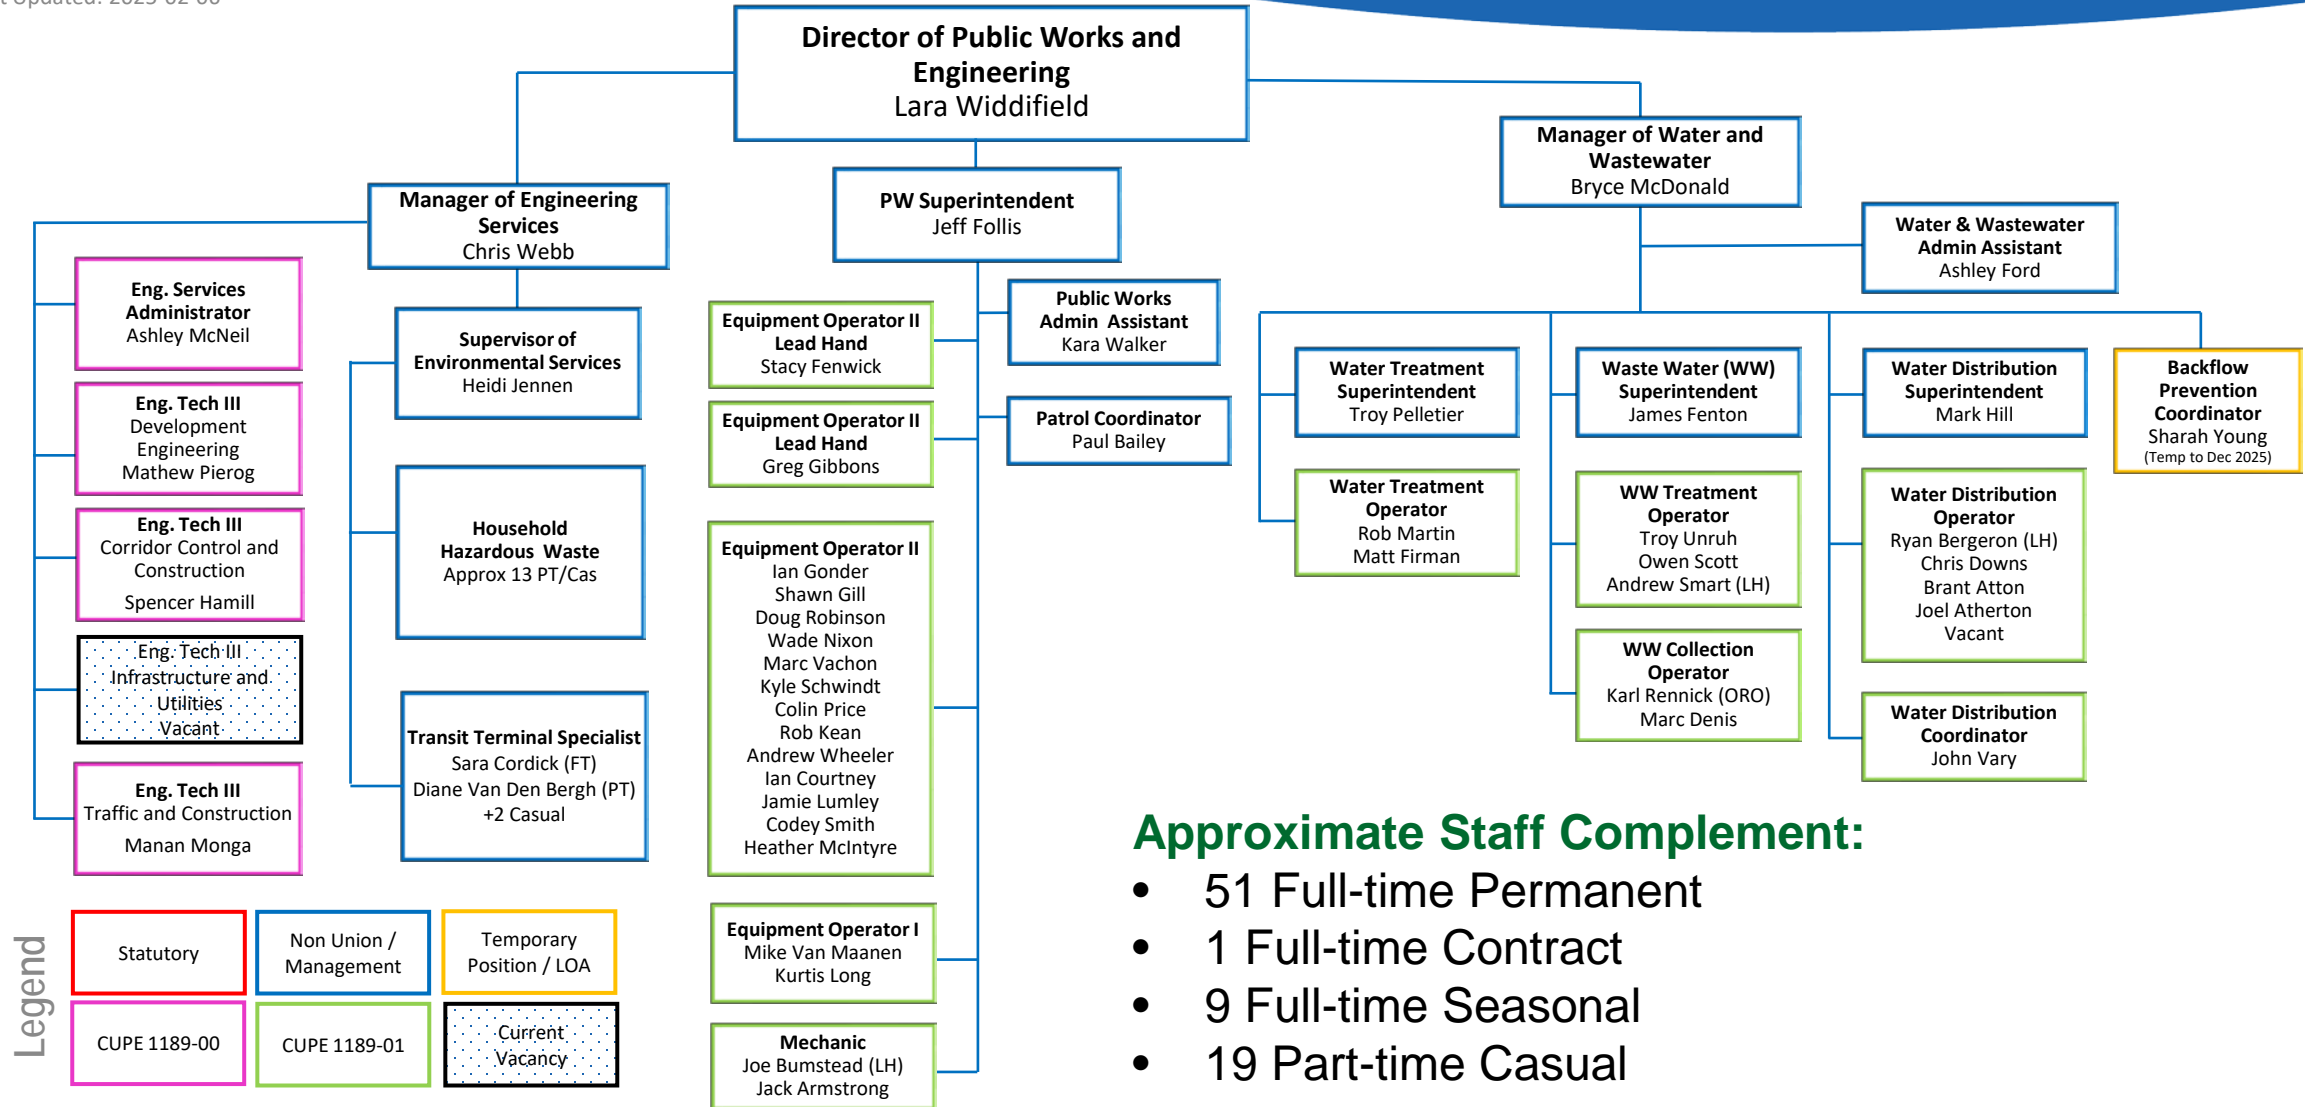 Director of Public Works and
Engineering
Lara Widdifield
Manager of Engineering
Services
Chris Webb
PW Superintendent
Jeff Follis
Manager of Water and
Wastewater
Bryce McDonald
Water & Wastewater
Admin Assistant
Ashley Ford
Eng. Services
Administrator
Ashley McNeil
Eng. Tech III
Development
Engineering
Mathew Pierog
Eng. Tech III
Corridor Control and
Construction
Spencer Hamill
Eng. Tech III
Infrastructure and
Utilities
Vacant
Eng. Tech III
Traffic and Construction
Manan Monga
Supervisor of
Environmental Services
Heidi Jennen
Household
Hazardous Waste
Approx 13 PT/Cas
Transit Terminal Specialist
Sara Cordick (FT)
Diane Van Den Bergh (PT)
+2 Casual
Equipment Operator II
Lead Hand
Stacy Fenwick
Equipment Operator II
Lead Hand
Greg Gibbons
Equipment Operator II
Ian Gonder
Shawn Gill
Doug Robinson
Wade Nixon
Marc Vachon
Kyle Schwindt
Colin Price
Rob Kean
Andrew Wheeler
Ian Courtney
Jamie Lumley
Codey Smith
Heather McIntyre
Equipment Operator I
Mike Van Maanen
Kurtis Long
Mechanic
Joe Bumstead (LH)
Jack Armstrong
Public Works
Admin Assistant
Kara Walker
Patrol Coordinator
Paul Bailey
Water Treatment
Superintendent
Troy Pelletier
Water Treatment
Operator
Rob Martin
Matt Firman
Waste Water (WW)
Superintendent
James Fenton
WW Treatment
Operator
Troy Unruh
Owen Scott
Andrew Smart (LH)
WW Collection
Operator
Karl Rennick (ORO)
Marc Denis
Water Distribution
Superintendent
Mark Hill
Water Distribution
Operator
Ryan Bergeron (LH)
Chris Downs
Brant Atton
Joel Atherton
Vacant
Water Distribution
Coordinator
John Vary
Backflow
Prevention
Coordinator
Sharah Young
(Temp to Dec 2025)
Approximate Staff Complement:
• 51 Full-time Permanent
• 1 Full-time Contract
• 9 Full-time Seasonal
• 19 Part-time Casual
Legend
Statutory
Non Union /
Management
Temporary
Position / LOA
CUPE 1189-00
CUPE 1189-01
Current
Vacancy